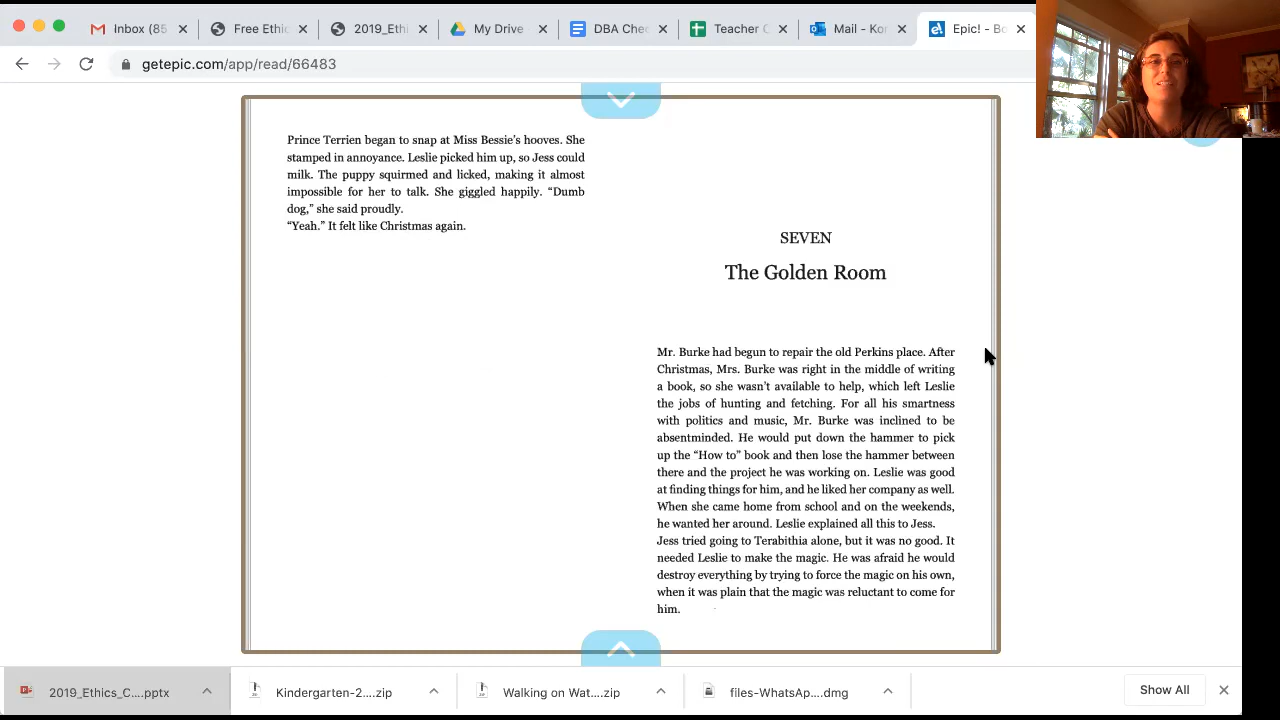 Inbox (85
Free Ethic
2019_Ethi
My Drive
DBA Chec
Teacher C
Mail - Kor
Epic! - Bo
getepic.com/app/read/66483
Prince Terrien began to snap at Miss Bessie's hooves. She
stamped in annoyance. Leslie picked him up, so Jess could
milk. The puppy squirmed and licked, making it almost
impossible for her to talk. She giggled happily. “Dumb
dog,” she said proudly.
“Yeah.” It felt like Christmas again.
SEVEN
The Golden Room
Mr. Burke had begun to repair the old Perkins place. After
Christmas, Mrs. Burke was right in the middle of writing
a book, so she wasn't available to help, which left Leslie
the jobs of hunting and fetching. For all his smartness
with politics and music, Mr. Burke was inclined to be
absentminded. He would put down the hammer to pick
up the “How to” book and then lose the hammer between
there and the project he was working on. Leslie was good
at finding things for him, and he liked her company as well.
When she came home from school and on the weekends,
he wanted her around. Leslie explained all this to Jess.
Jess tried going to Terabithia alone, but it was no good. It
needed Leslie to make the magic. He was afraid he would
destroy everything by trying to force the magic on his own,
when it was plain that the magic was reluctant to come for
him.
2019_Ethics_C....pptx
Kindergarten-2....zip
Walking on Wat....zip
files-WhatsAp....dmg
Show All